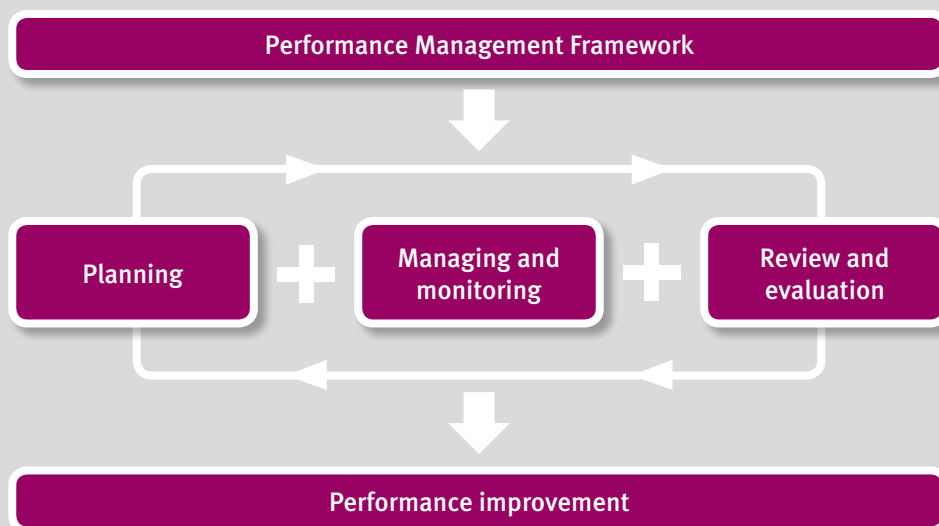 Performance Management Framework
Planning
Managing and
monitoring
Review and
evaluation
Performance improvement